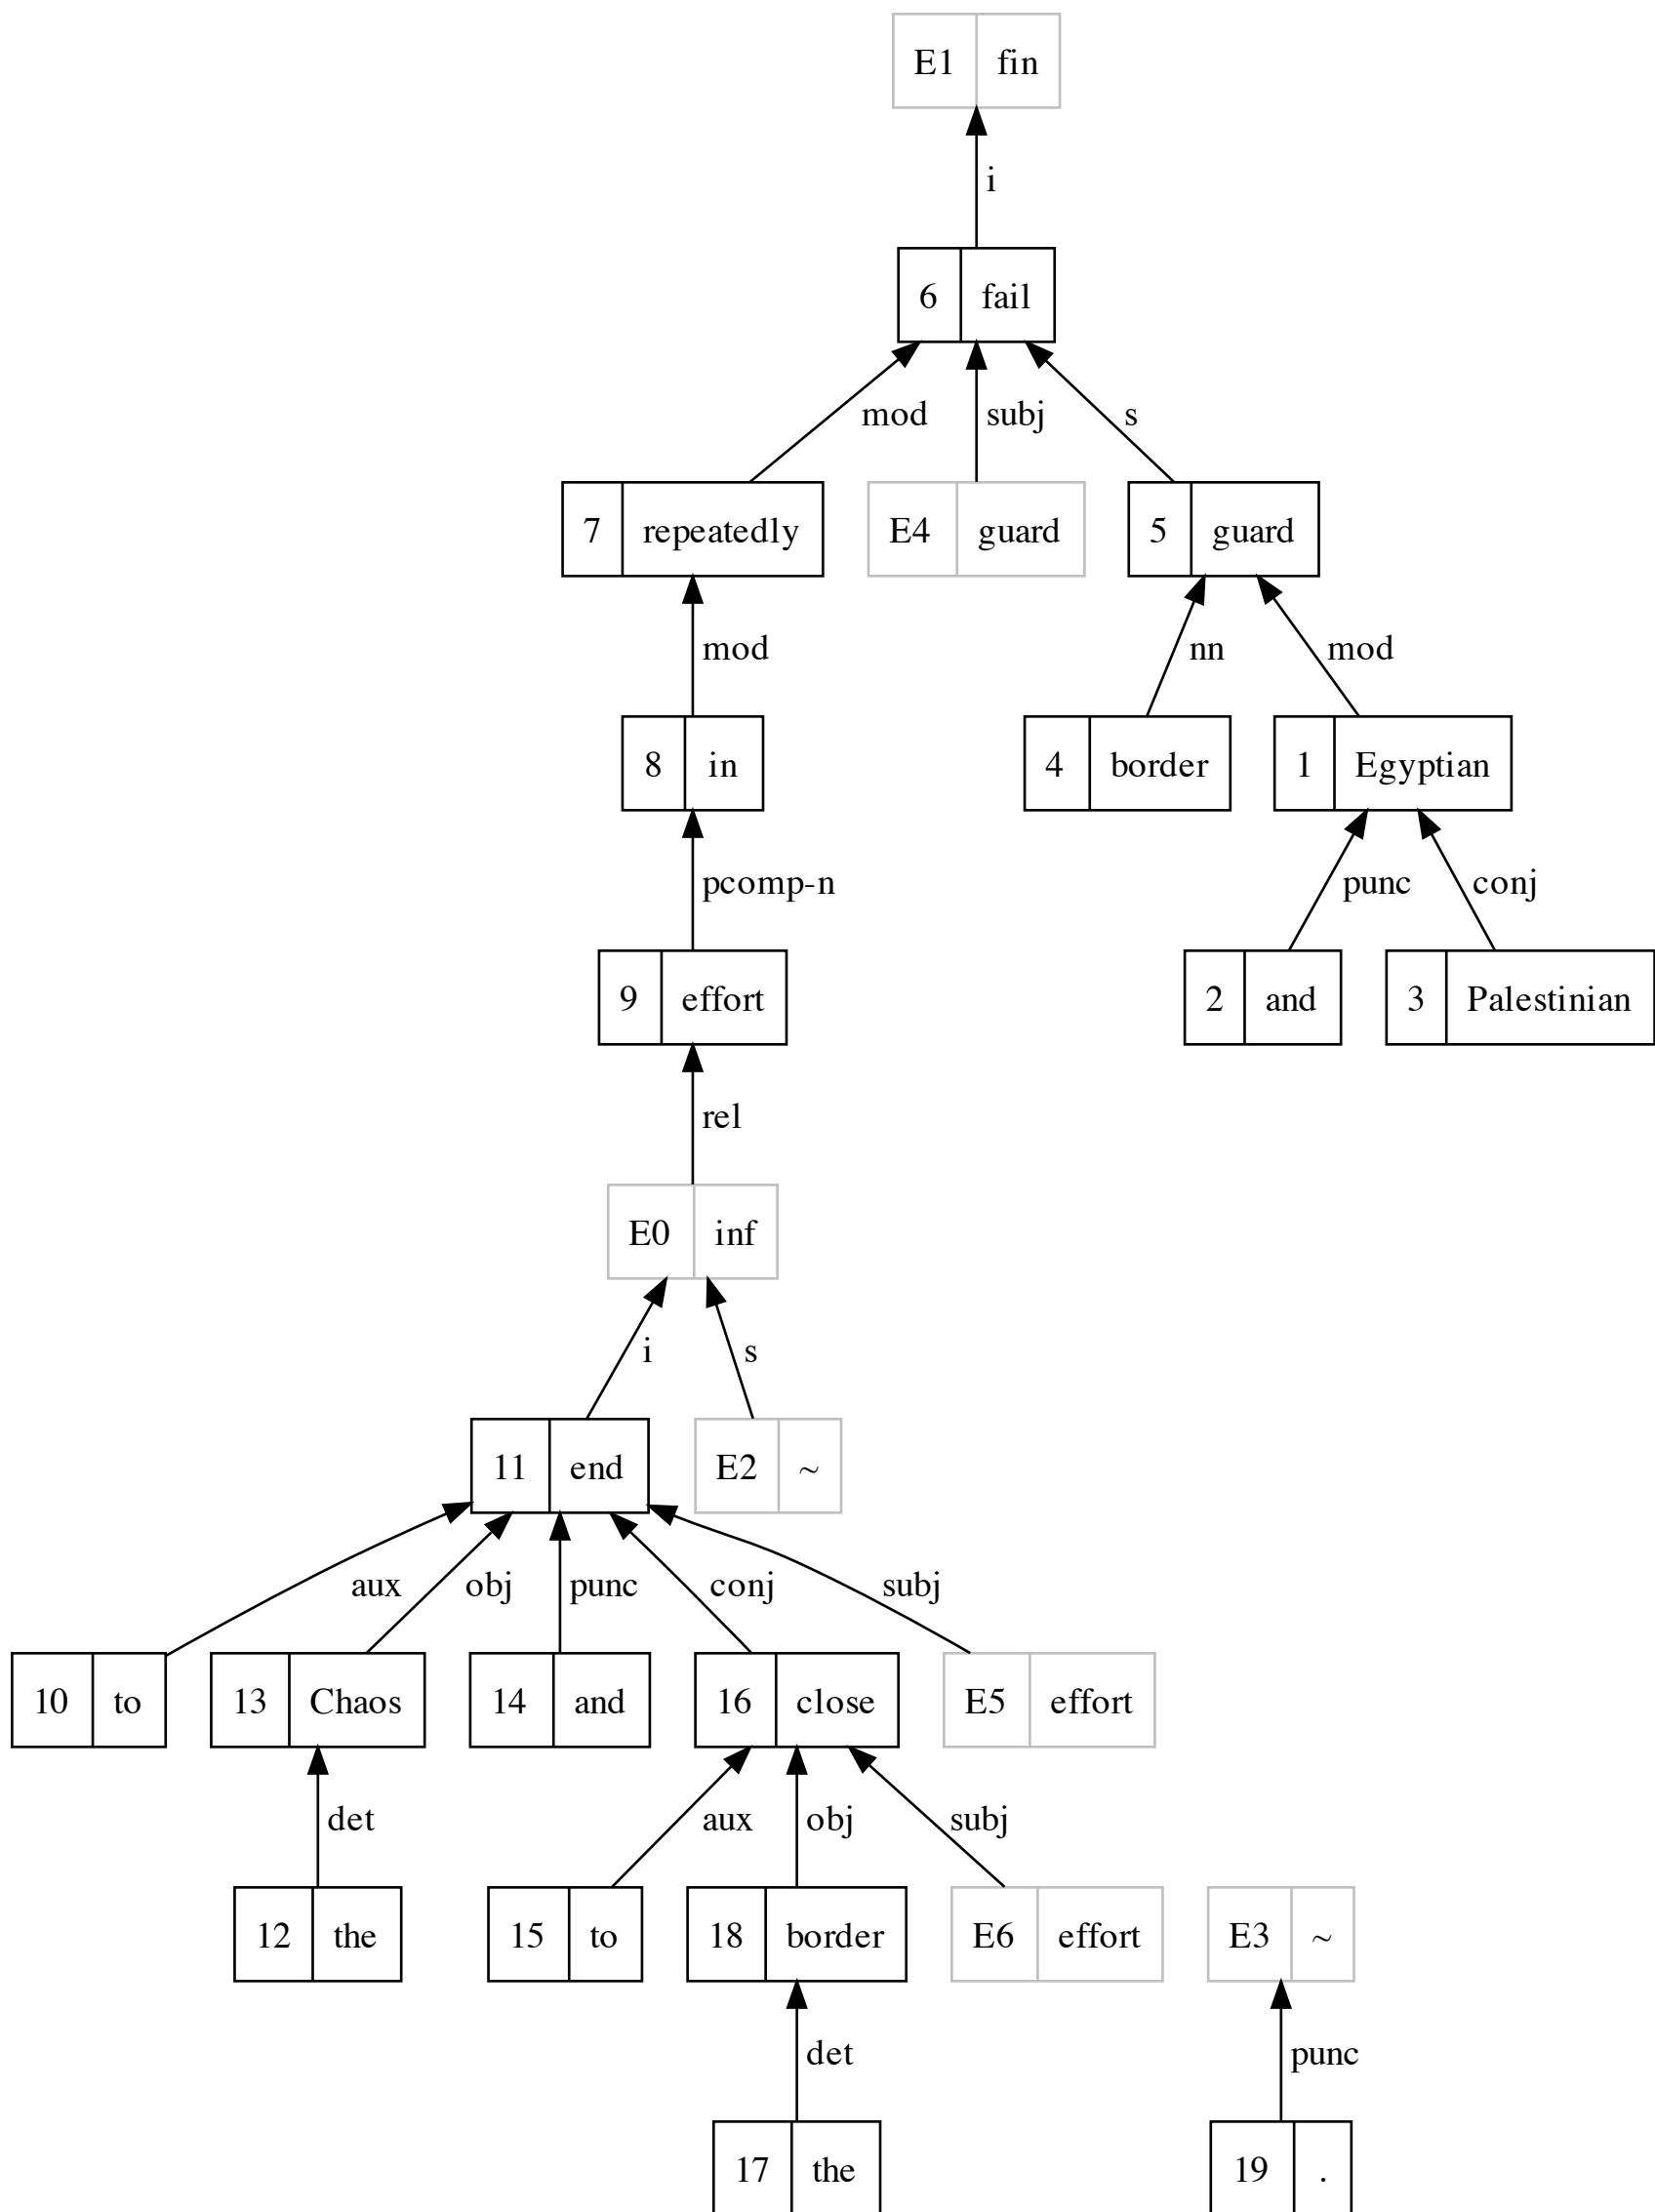 E1 fin
i
6 fail
mod subj s
7 repeatedly E4 guard 5 guard
mod nn mod
8 in 4 border 1 Egyptian
pcomp-n punc conj
9 effort 2 and 3 Palestinian
rel
E0 inf
i s
11 end E2 ~
aux obj punc conj subj
10 to 13 Chaos 14 and 16 close E5 effort
det aux obj subj
12 the 15 to 18 border E6 effort E3 ~
det punc
17 the 19 .